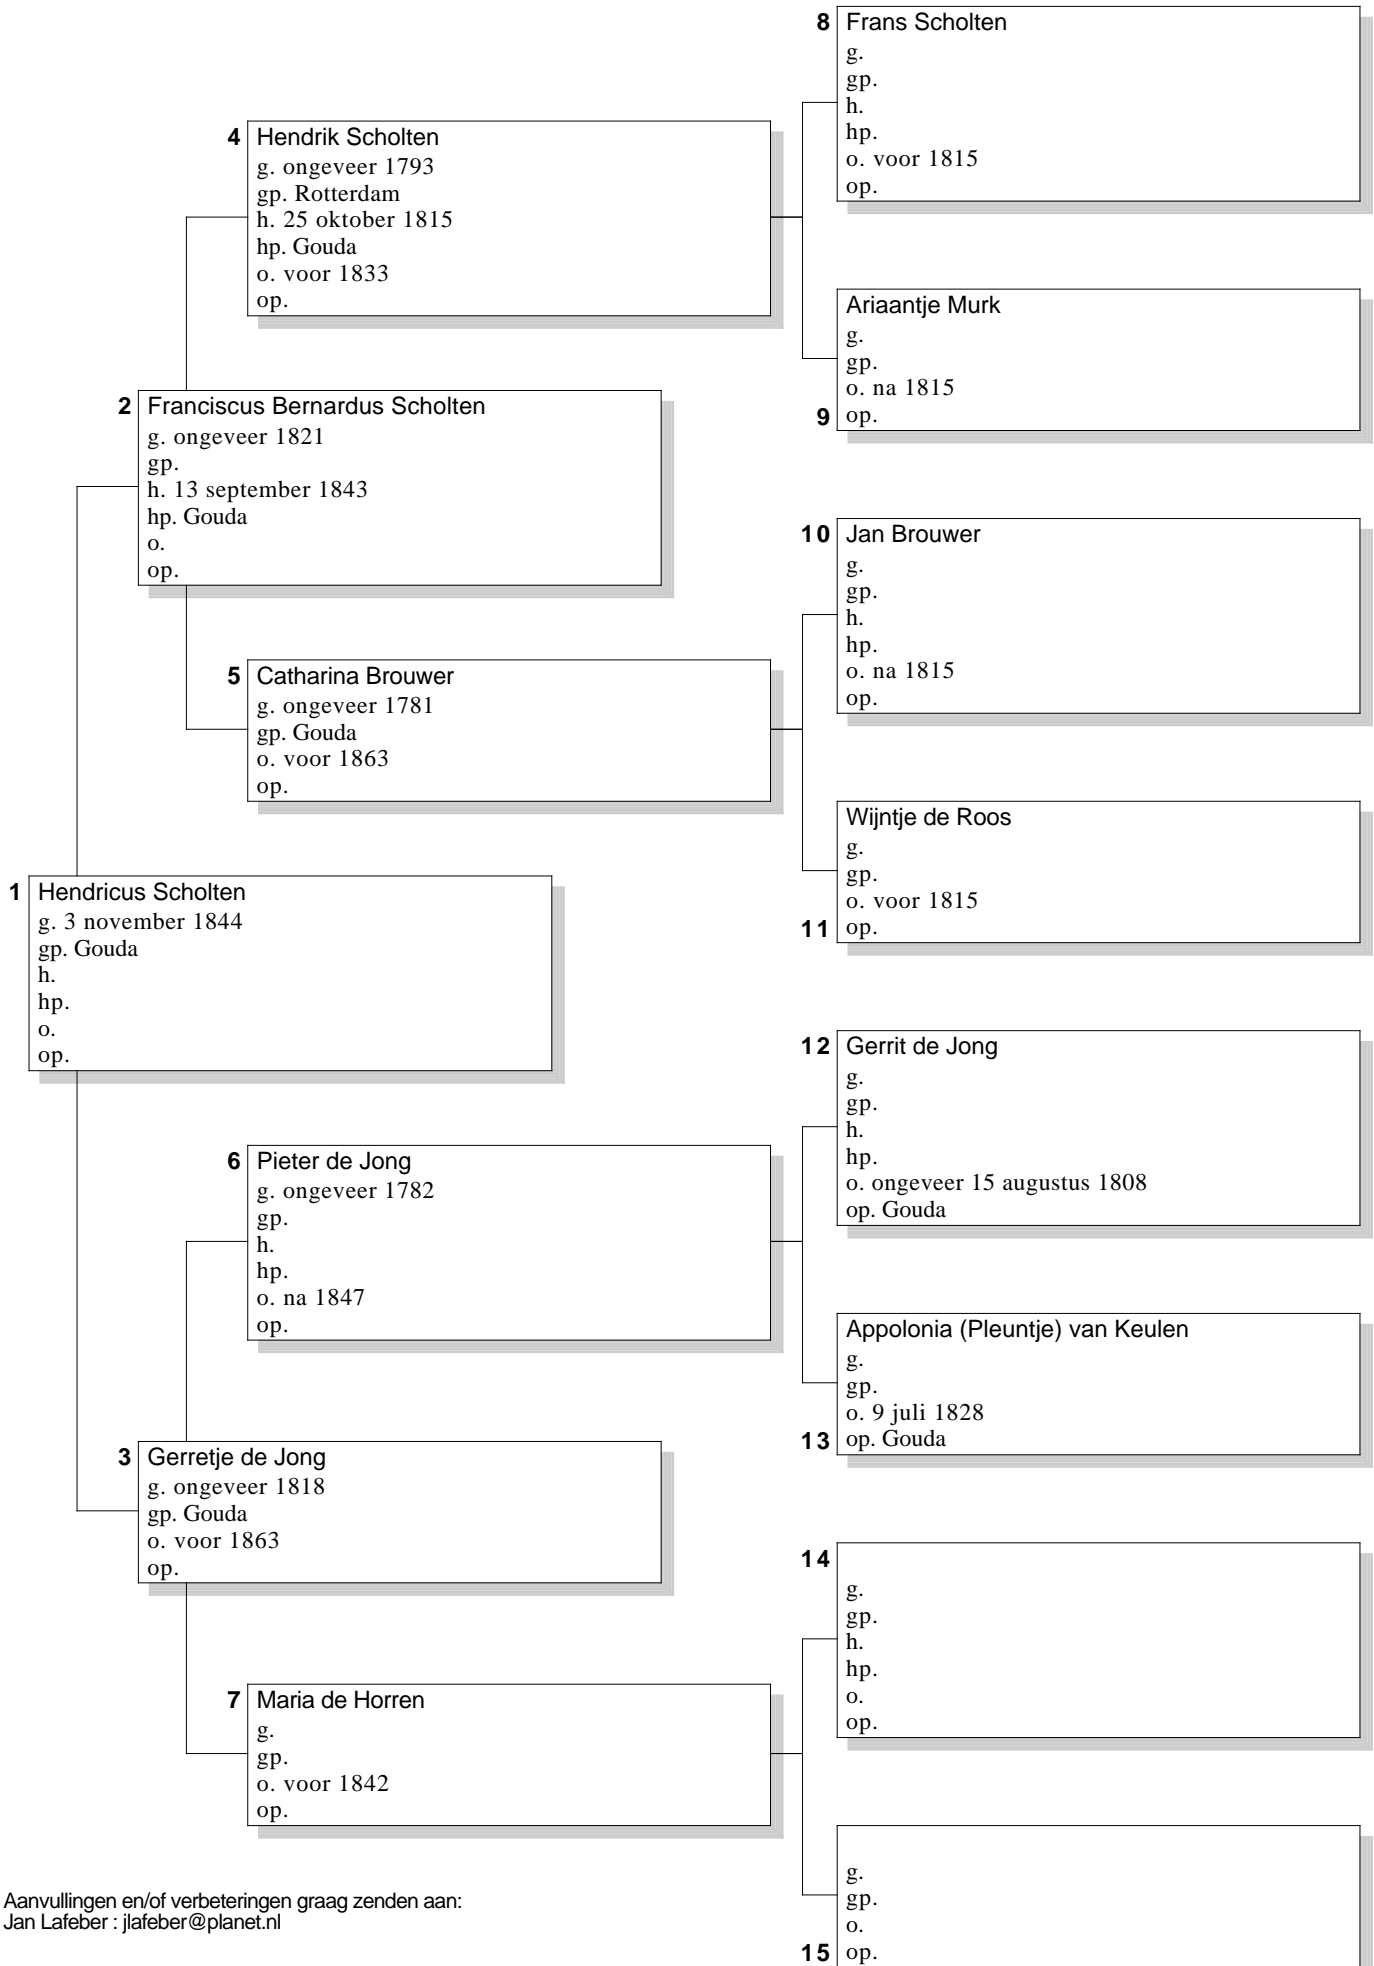 8 Frans Scholten
g.
gp.
h.
hp.
o. voor 1815
op.
4 Hendrik Scholten
g. ongeveer 1793
gp. Rotterdam
h. 25 oktober 1815
hp. Gouda
o. voor 1833
op.
Ariaantje Murk
g.
gp.
o. na 1815
9 op.
2 Franciscus Bernardus Scholten
g. ongeveer 1821
gp.
h. 13 september 1843
hp. Gouda
o.
op.
10 Jan Brouwer
g.
gp.
h.
hp.
o. na 1815
op.
5 Catharina Brouwer
g. ongeveer 1781
gp. Gouda
o. voor 1863
op.
Wijntje de Roos
g.
gp.
o. voor 1815
11 op.
1 Hendricus Scholten
g. 3 november 1844
gp. Gouda
h.
hp.
o.
op.
12 Gerrit de Jong
g.
gp.
h.
hp.
o. ongeveer 15 augustus 1808
op. Gouda
6 Pieter de Jong
g. ongeveer 1782
gp.
h.
hp.
o. na 1847
op.
Appolonia (Pleuntje) van Keulen
g.
gp.
o. 9 juli 1828
13 op. Gouda
3 Gerretje de Jong
g. ongeveer 1818
gp. Gouda
o. voor 1863
op.
14
g.
gp.
h.
hp.
o.
op.
7 Maria de Horren
g.
gp.
o. voor 1842
op.
g.
gp.
o.
15 op.
Aanvullingen en/of verbeteringen graag zenden aan:
Jan Lafeber : jlafeber@planet.nl